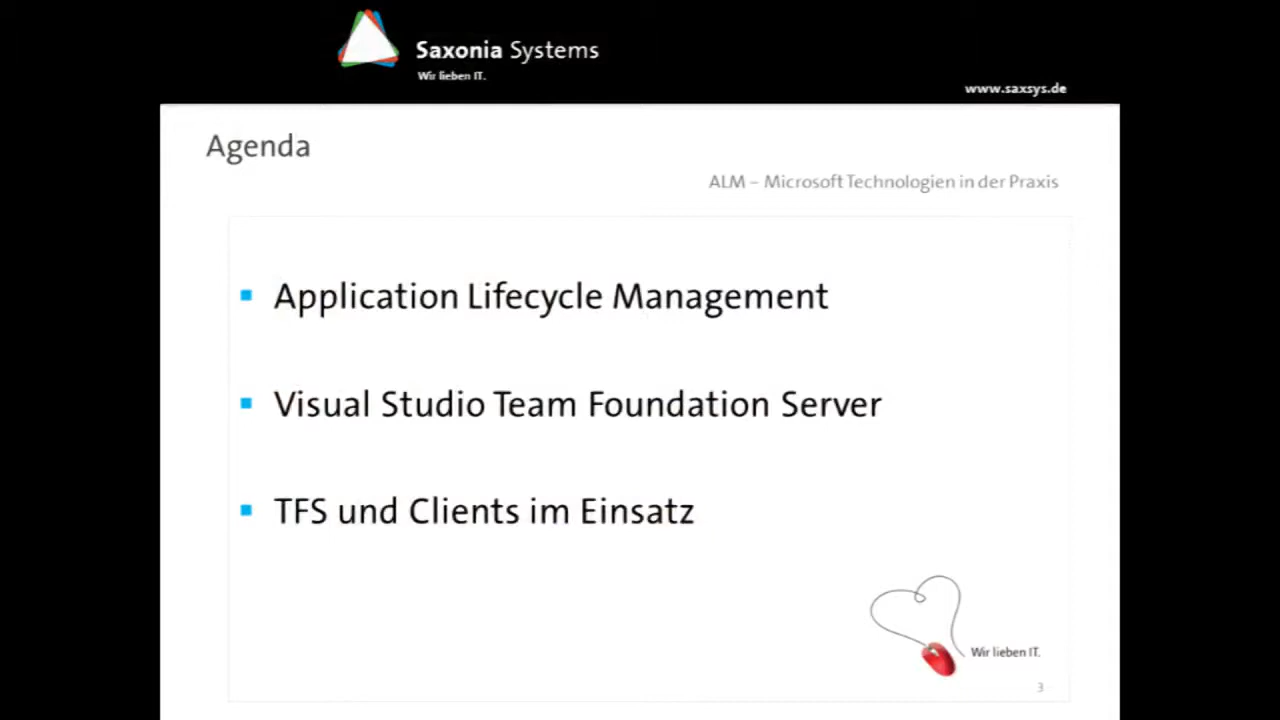 Saxonia Systems
Wir lieben IT.
www.saxsys.de
Agenda
ALM – Microsoft Technologien in der Praxis
Application Lifecycle Management
Visual Studio Team Foundation Server
TFS und Clients im Einsatz
Wir lieben IT.
3